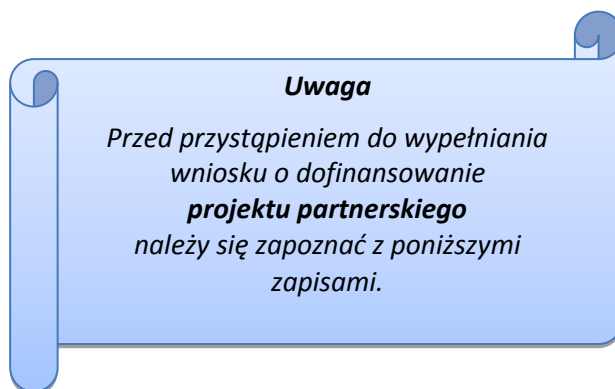 Uwaga
Przed przystąpieniem do wypełniania
wniosku o dofinansowanie
projektu partnerskiego
należy się zapoznać z poniższymi
zapisami.